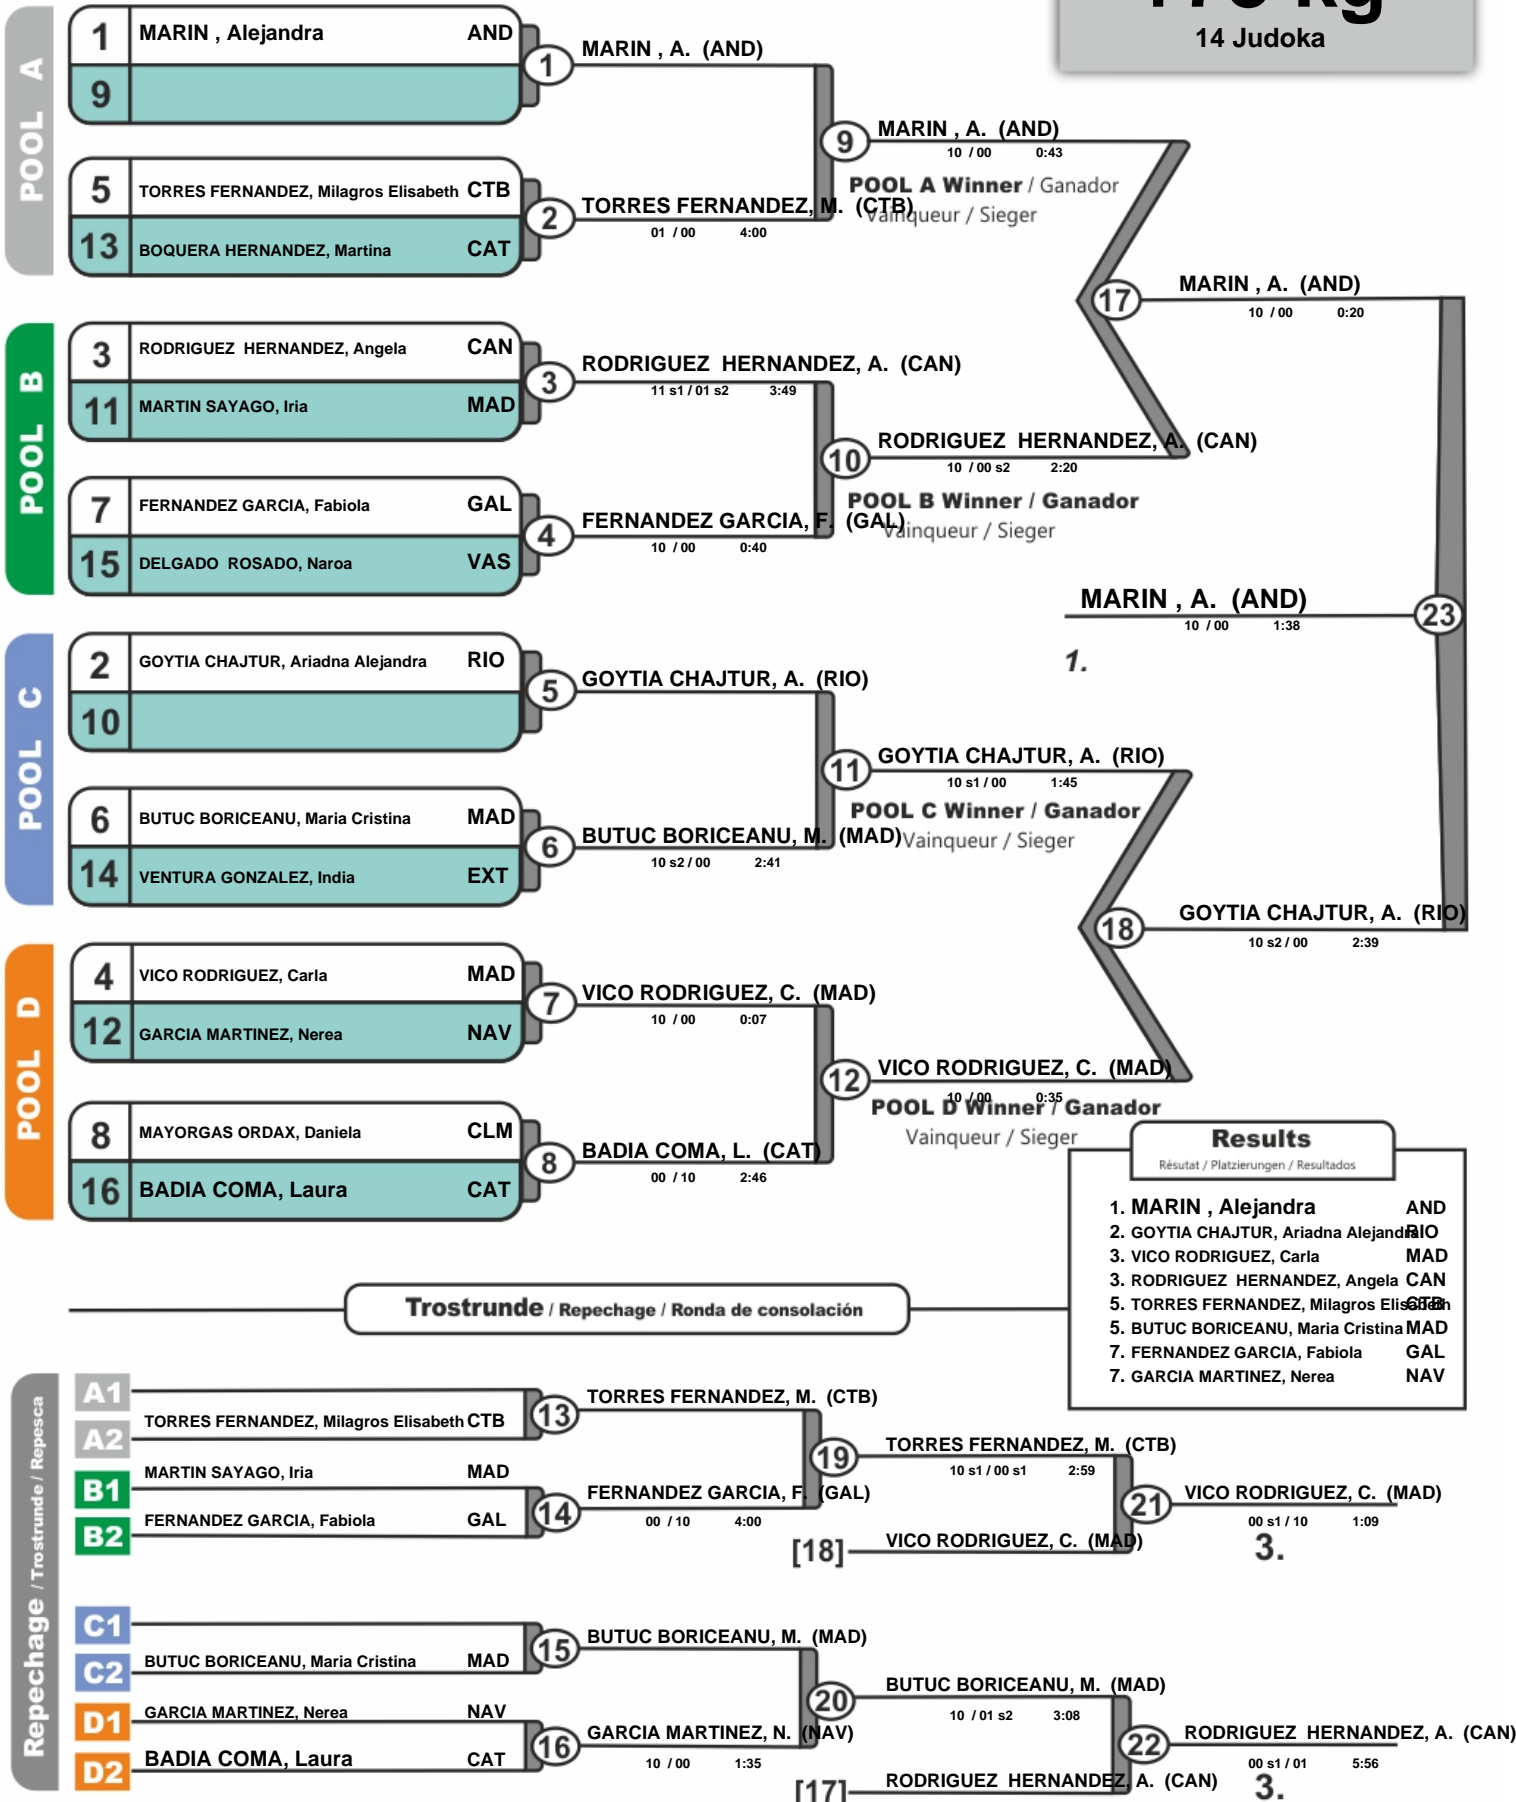 14 Judoka
POOL A
1 MARIN , Alejandra AND
9
5 TORRES FERNANDEZ, Milagros Elisabeth CTB
13 BOQUERA HERNANDEZ, Martina CAT
1 MARIN , A. (AND)
2 TORRES FERNANDEZ, M. (CTB)
01 / 00 4:00
9 MARIN , A. (AND)
10 / 00 0:43
POOL A Winner / Ganador
Vainqueur / Sieger
POOL B
3 RODRIGUEZ HERNANDEZ, Angela CAN
11 MARTIN SAYAGO, Iria MAD
7 FERNANDEZ GARCIA, Fabiola GAL
15 DELGADO ROSADO, Naroa VAS
3 RODRIGUEZ HERNANDEZ, A. (CAN)
11 s1 / 01 s2 3:49
4 FERNANDEZ GARCIA, F. (GAL)
10 / 00 0:40
10 RODRIGUEZ HERNANDEZ, A. (CAN)
10 / 00 s2 2:20
POOL B Winner / Ganador
Vainqueur / Sieger
17 MARIN , A. (AND)
10 / 00 0:20
MARIN , A. (AND) 23
10 / 00 1:38
1.
POOL C
2 GOYTIA CHAJTUR, Ariadna Alejandra RIO
10
6 BUTUC BORICEANU, Maria Cristina MAD
14 VENTURA GONZALEZ, India EXT
5 GOYTIA CHAJTUR, A. (RIO)
6 BUTUC BORICEANU, M. (MAD)
10 s2 / 00 2:41
11 GOYTIA CHAJTUR, A. (RIO)
10 s1 / 00 1:45
POOL C Winner / Ganador
Vainqueur / Sieger
18 GOYTIA CHAJTUR, A. (RIO)
10 s2 / 00 2:39
POOL D
4 VICO RODRIGUEZ, Carla MAD
12 GARCIA MARTINEZ, Nerea NAV
8 MAYORGAS ORDAX, Daniela CLM
16 BADIA COMA, Laura CAT
7 VICO RODRIGUEZ, C. (MAD)
10 / 00 0:07
8 BADIA COMA, L. (CAT)
00 / 10 2:46
12 VICO RODRIGUEZ, C. (MAD)
10 / 00 0:35
POOL D Winner / Ganador
Vainqueur / Sieger
Results
Résutat / Platzierungen / Resultados
1. MARIN , Alejandra AND
2. GOYTIA CHAJTUR, Ariadna Alejandra RIO
3. VICO RODRIGUEZ, Carla MAD
3. RODRIGUEZ HERNANDEZ, Angela CAN
5. TORRES FERNANDEZ, Milagros Elisabeth CTB
5. BUTUC BORICEANU, Maria Cristina MAD
7. FERNANDEZ GARCIA, Fabiola GAL
7. GARCIA MARTINEZ, Nerea NAV
Trostrunde / Repechage / Ronda de consolación
Repechage / Trostrunde / Repesca
A1
A2 TORRES FERNANDEZ, Milagros Elisabeth CTB
B1 MARTIN SAYAGO, Iria MAD
B2 FERNANDEZ GARCIA, Fabiola GAL
13 TORRES FERNANDEZ, M. (CTB)
14 FERNANDEZ GARCIA, F. (GAL)
00 / 10 4:00
19 TORRES FERNANDEZ, M. (CTB)
10 s1 / 00 s1 2:59
[18] VICO RODRIGUEZ, C. (MAD)
21 VICO RODRIGUEZ, C. (MAD)
00 s1 / 10 1:09
3.
C1
C2 BUTUC BORICEANU, Maria Cristina MAD
D1 GARCIA MARTINEZ, Nerea NAV
D2 BADIA COMA, Laura CAT
15 BUTUC BORICEANU, M. (MAD)
16 GARCIA MARTINEZ, N. (NAV)
10 / 00 1:35
20 BUTUC BORICEANU, M. (MAD)
10 / 01 s2 3:08
[17] RODRIGUEZ HERNANDEZ, A. (CAN)
22 RODRIGUEZ HERNANDEZ, A. (CAN)
00 s1 / 01 5:56
3.